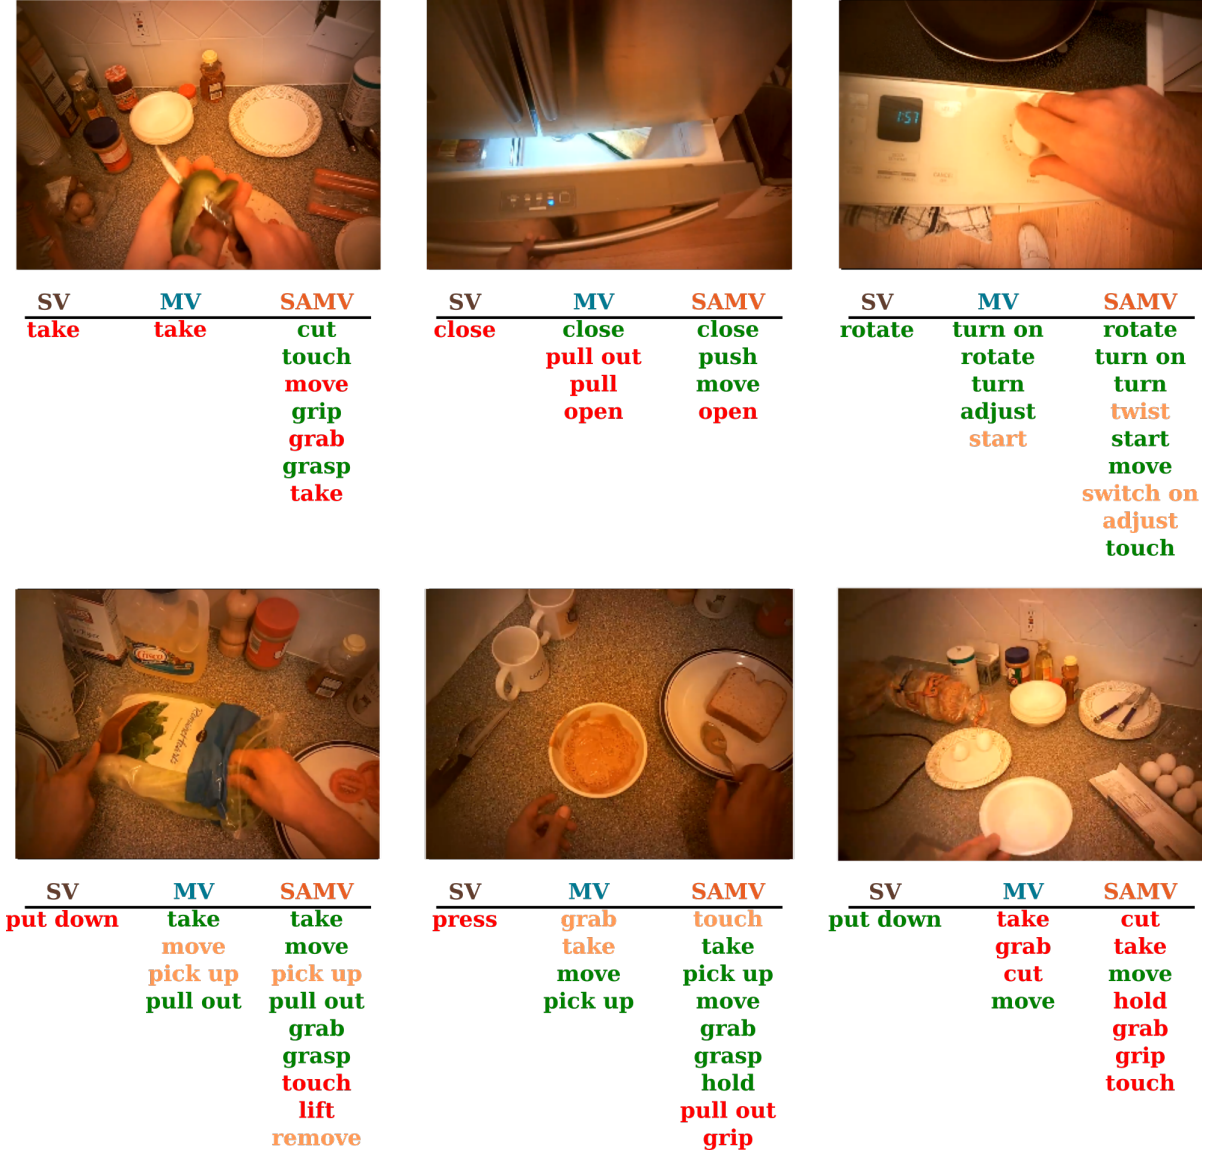 1:57
SV MV SAMV
take take cut
touch
move
grip
grab
grasp
take
SV MV SAMV
close close close
pull out push
pull move
open open
SV MV SAMV
rotate turn on rotate
rotate turn on
turn turn
adjust twist
start start
move
switch on
adjust
touch
CRISCO
SV MV SAMV
put down take take
move move
pick up pick up
pull out pull out
grab
grasp
touch
lift
remove
SV MV SAMV
press grab touch
take take
move pick up
pick up move
grab
grasp
hold
pull out
grip
SV MV SAMV
put down take cut
grab take
cut move
move hold
grab
grip
touch